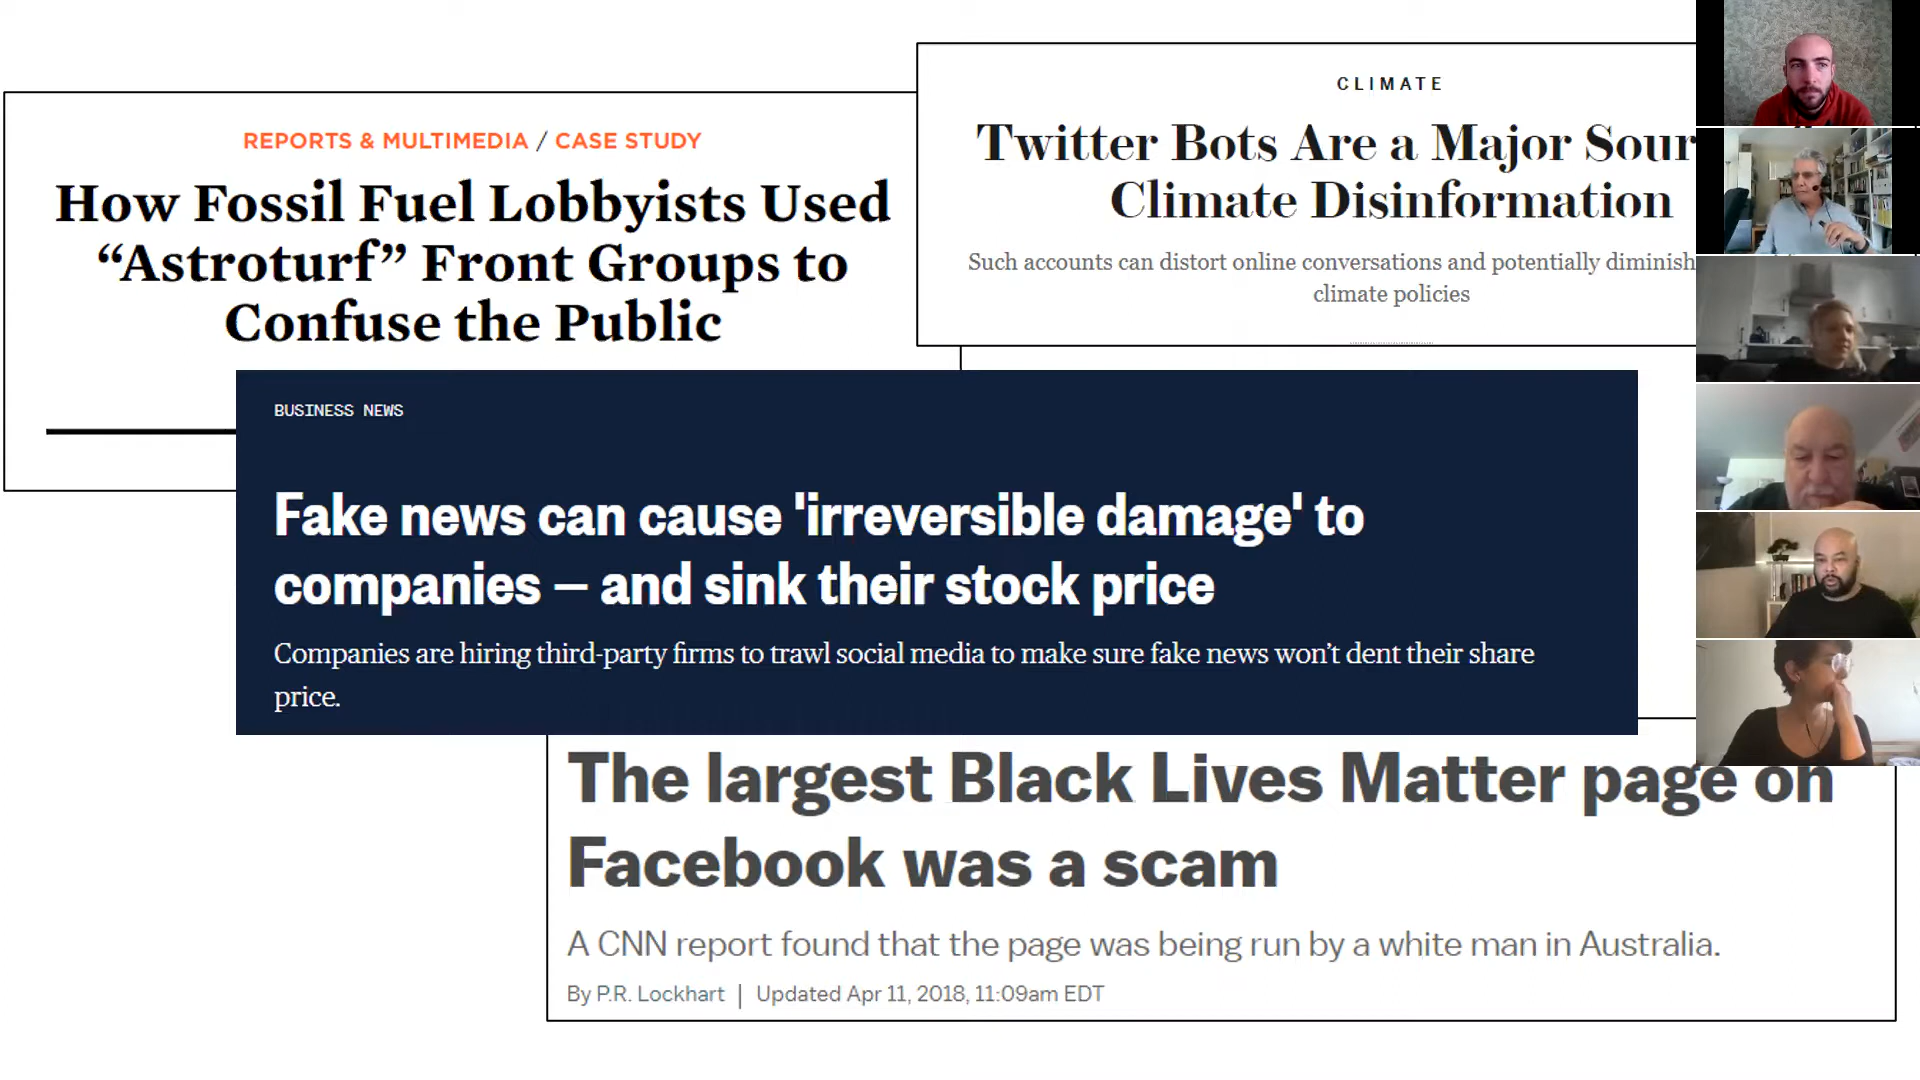 REPORTS & MULTIMEDIA / CASE STUDY
How Fossil Fuel Lobbyists Used
“Astroturf” Front Groups to
Confuse the Public
CLIMATE
Twitter Bots Are a Major Sour
Climate Disinformation
Such accounts can distort online conversations and potentially diminish
climate policies
BUSINESS NEWS
Fake news can cause 'irreversible damage' to
companies — and sink their stock price
Companies are hiring third-party firms to trawl social media to make sure fake news won’t dent their share
price.
The largest Black Lives Matter page on
Facebook was a scam
A CNN report found that the page was being run by a white man in Australia.
By P.R. Lockhart | Updated Apr 11, 2018, 11:09am EDT